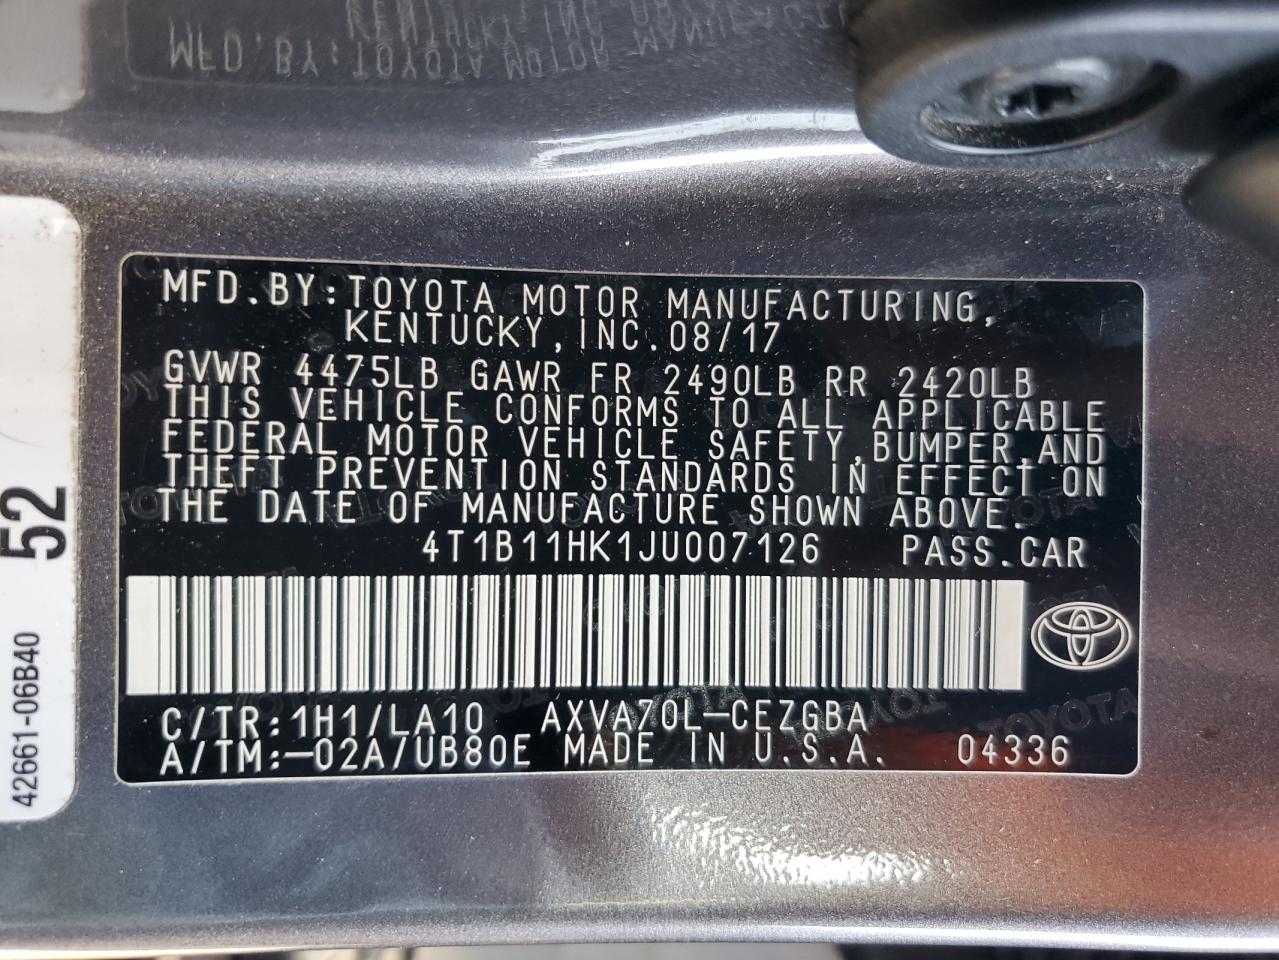 MFD.BY:TOYOTA MOTOR MANUFACTURING,
KENTUCKY,INC.08/17
GVWR 4475LB GAWR FR 2490LB RR 2420LB
THIS VEHICLE CONFORMS TO ALL APPLICABLE
FEDERAL MOTOR VEHICLE SAFETY,BUMPER,AND
THEFT PREVENTION STANDARDS IN EFFECT ON
THE DATE OF MANUFACTURE SHOWN ABOVE.
4T1B11HK1JU007126 PASS.CAR
C/TR:1H1/LA10 AXVA70L-CEZGBA
A/TM:-02A/UB80E MADE IN U.S.A. 04336
52
42661-06B40